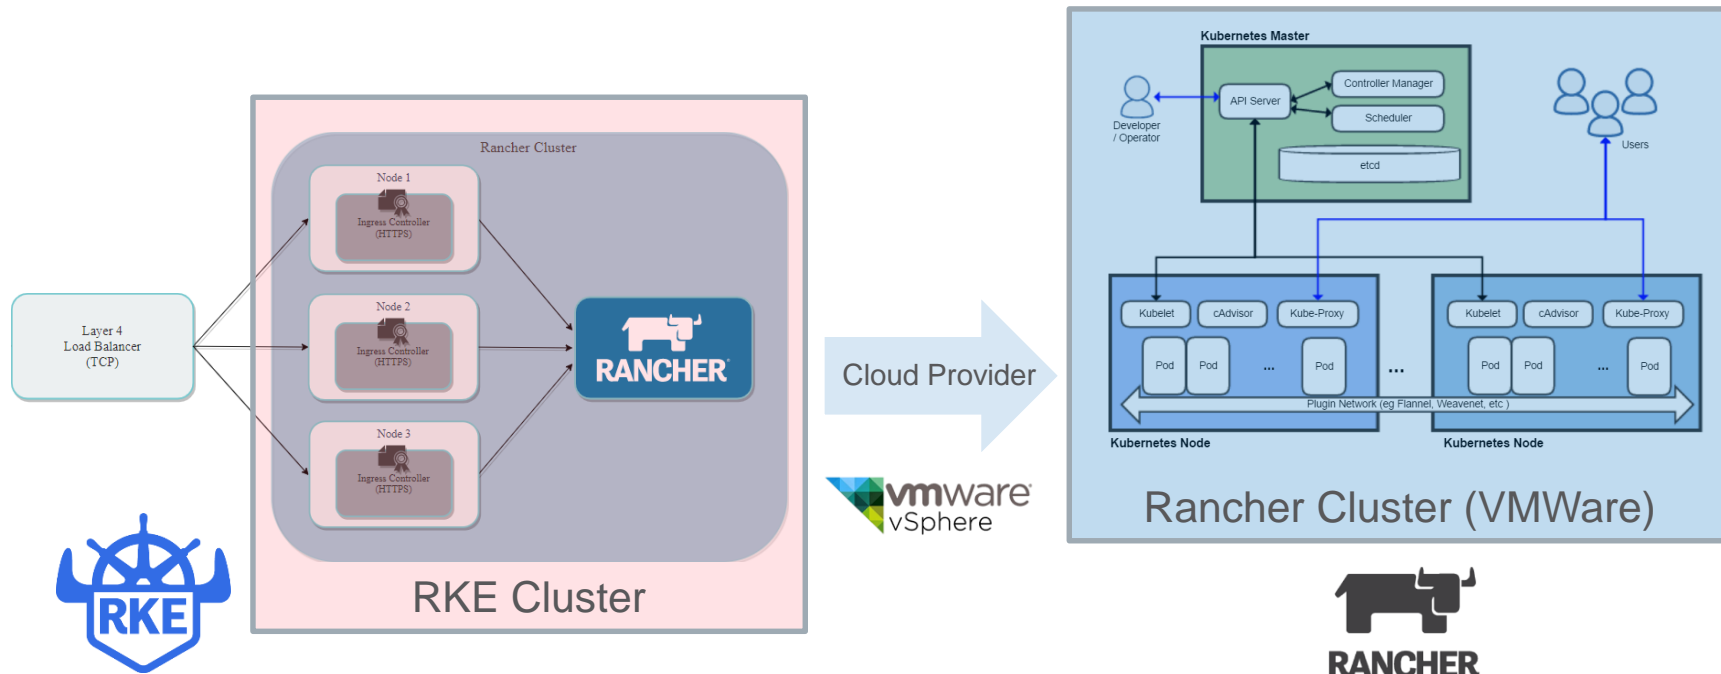 Layer 4
Load Balancer
(TCP)
Rancher Cluster
Node 1
Ingress Controller
(HTTPS)
Node 2
Ingress Controller
(HTTPS)
Node 3
Ingress Controller
(HTTPS)
RANCHER
RKE Cluster
RKE
Cloud Provider
vmware®
vSphere
Kubernetes Master
Developer
/ Operator
API Server
Controller Manager
Scheduler
etcd
Users
Kubelet
cAdvisor
Kube-Proxy
Pod
Pod
...
Pod
Kubernetes Node
...
Kubelet
cAdvisor
Kube-Proxy
Pod
Pod
...
Pod
Plugin Network (eg Flannel, Weavenet, etc )
Kubernetes Node
Rancher Cluster (VMWare)
RANCHER